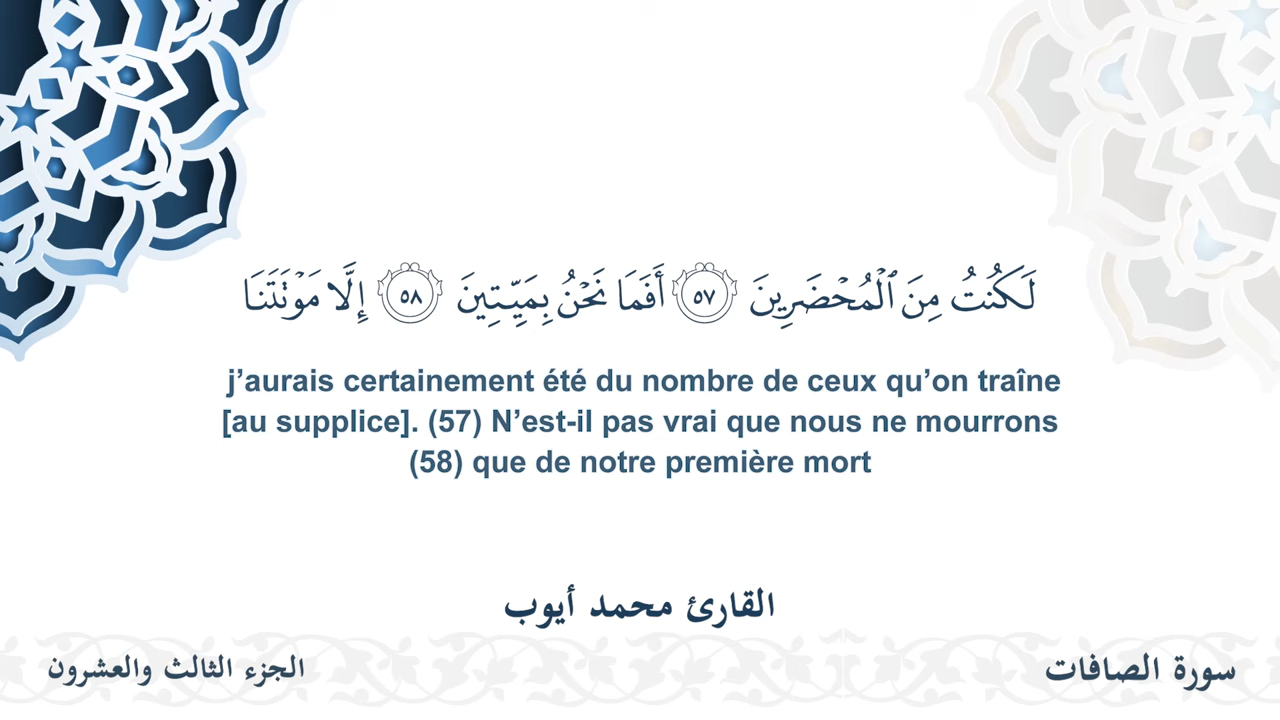 لَكُنتُ مِنَ ٱلْمُحْضَرِينَ ٥٧ أَفَمَا نَحْنُ بِمَيِّتِينَ ٥٨ إِلَّا مَوْتَتَنَا
j’aurais certainement été du nombre de ceux qu’on traîne
[au supplice]. (57) N’est-il pas vrai que nous ne mourrons
(58) que de notre première mort
القارئ محمد أيوب
سورة الصافات
الجزء الثالث والعشرون